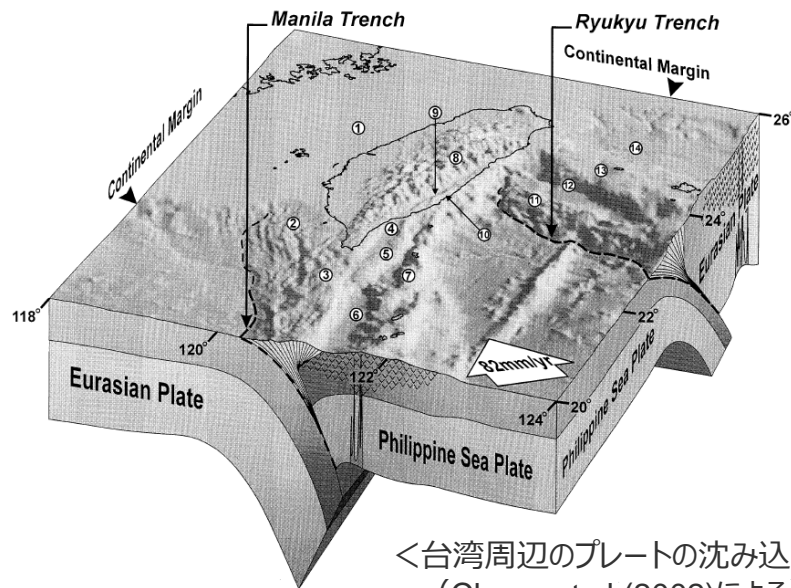 Manila Trench
Ryukyu Trench
Continental Margin
Continental Margin
26°
①
⑨
⑧
⑭
⑬
⑫
⑪
②
④
⑩
⑤
③
⑦
⑥
24°
Eurasian Plate
118°
120°
122°
22°
82mm/yr
124°
20°
Eurasian Plate
Philippine Sea Plate
Philippine Sea Plate
<台湾周辺のプレートの沈み込